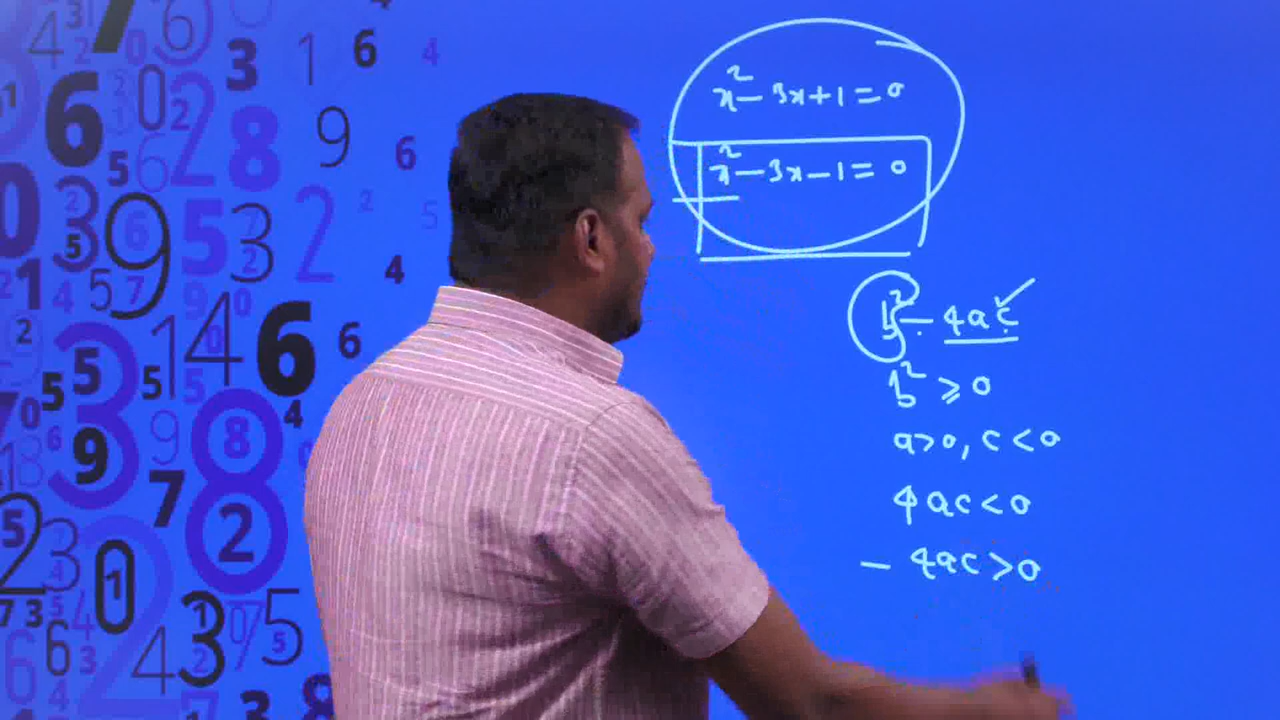 x² - 3x + 1 = 0
x² - 3x - 1 = 0
b² - 4ac
b² ⩾ 0
a>0, c<0
4ac<0
- 4ac>0